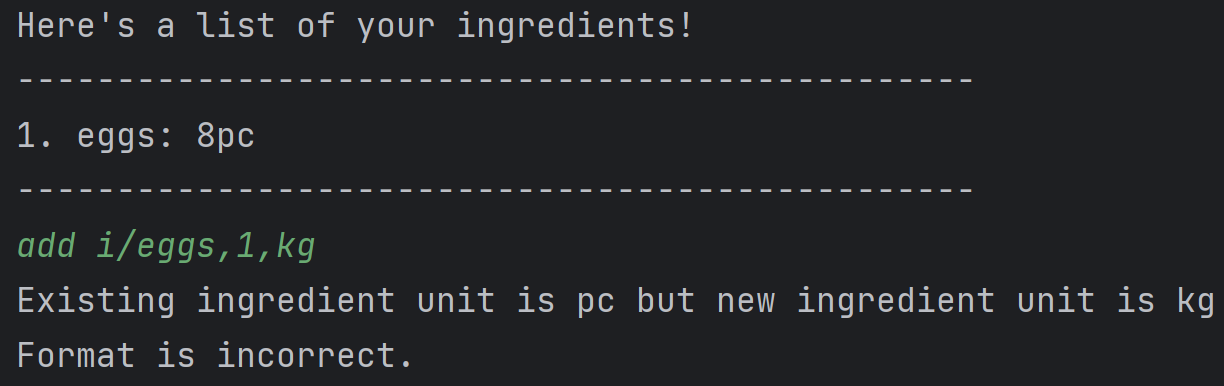 Here's a list of your ingredients!
------------------------------------------------
1. eggs: 8pc
------------------------------------------------
add i/eggs,1,kg
Existing ingredient unit is pc but new ingredient unit is kg
Format is incorrect.